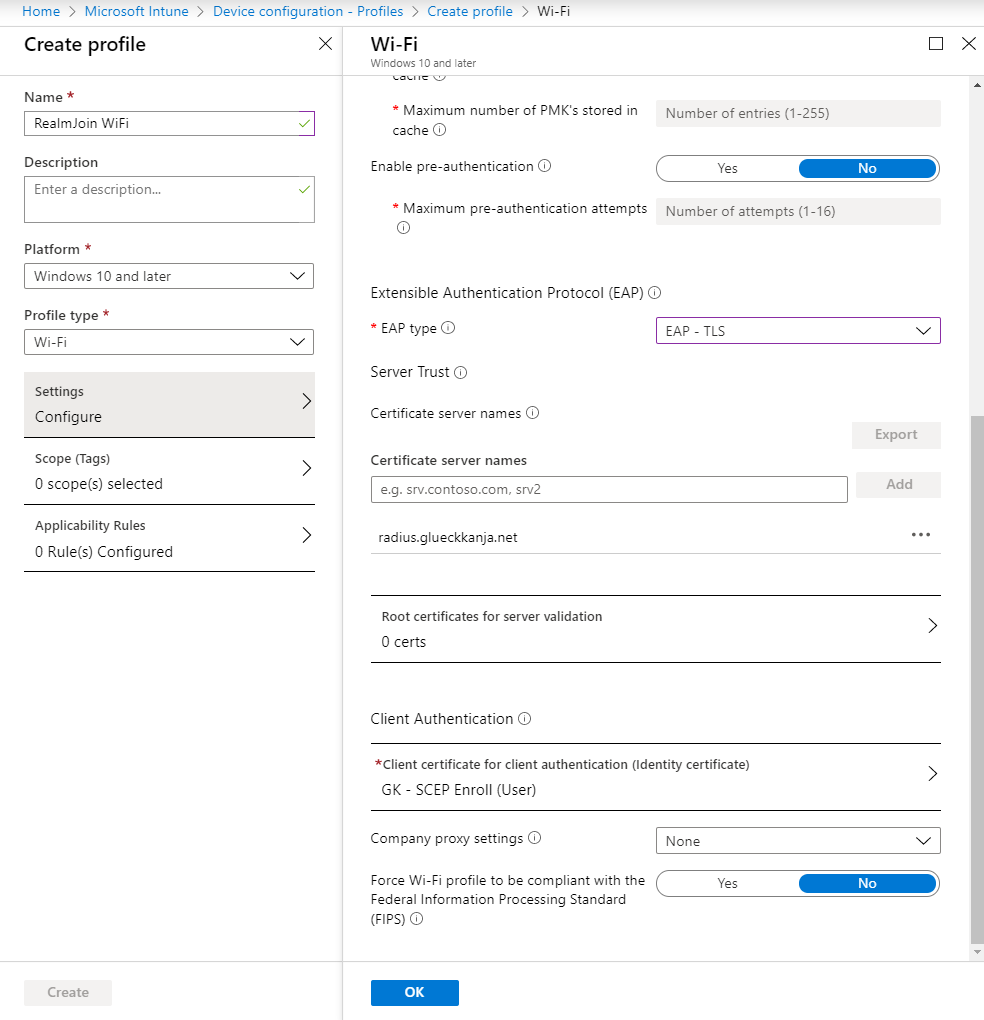 Home > Microsoft Intune > Device configuration - Profiles > Create profile > Wi-Fi
Create profile
Name *
RealmJoin WiFi
Description
Enter a description...
Platform *
Windows 10 and later
Profile type *
Wi-Fi
Settings
Configure
Scope (Tags)
0 scope(s) selected
Applicability Rules
0 Rule(s) Configured
Create
Wi-Fi
Windows 10 and later
cache
* Maximum number of PMK's stored in
cache
Number of entries (1-255)
Enable pre-authentication
Yes No
* Maximum pre-authentication attempts
Number of attempts (1-16)
Extensible Authentication Protocol (EAP)
* EAP type
EAP - TLS
Server Trust
Certificate server names
Export
Certificate server names
e.g. srv.contoso.com, srv2
Add
radius.glueckkanja.net
Root certificates for server validation
0 certs
Client Authentication
*Client certificate for client authentication (Identity certificate)
GK - SCEP Enroll (User)
Company proxy settings
None
Force Wi-Fi profile to be compliant with the
Federal Information Processing Standard
(FIPS)
Yes No
OK